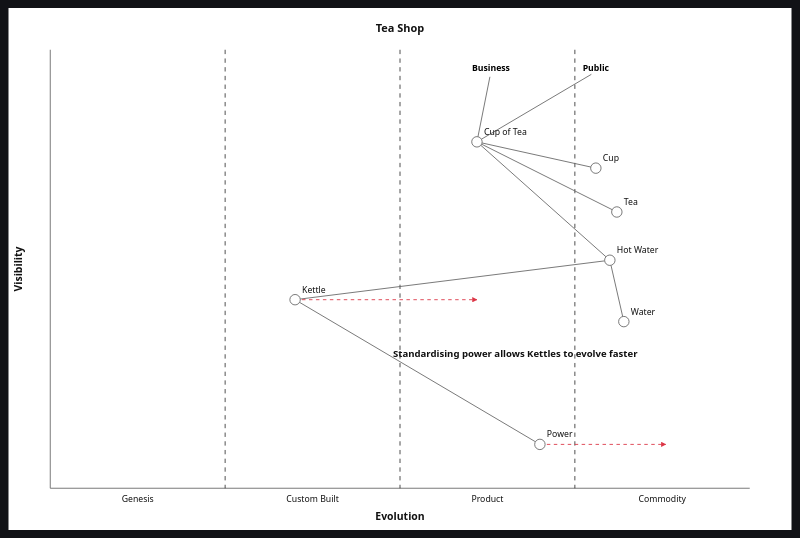 Tea Shop
Business
Public
Cup of Tea
Cup
Tea
Hot Water
Kettle
Water
Standardising power allows Kettles to evolve faster
Power
Visibility
Genesis
Custom Built
Product
Commodity
Evolution